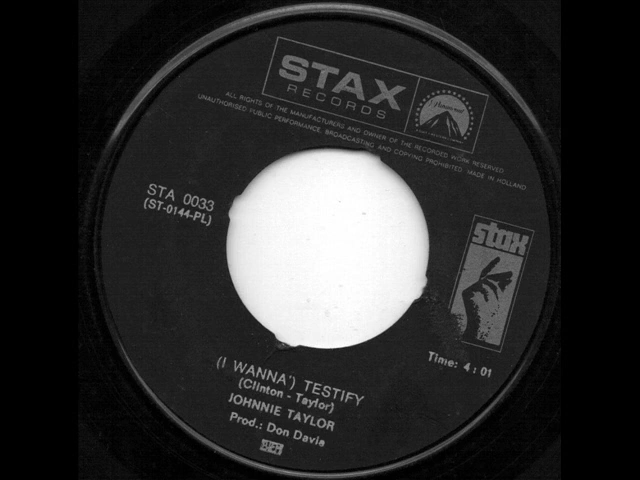 STAX
RECORDS
Paramount
ALL RIGHTS OF THE MANUFACTURERS AND OWNER OF THE RECORDED WORK RESERVED
UNAUTHORISED PUBLIC PERFORMANCE, BROADCASTING AND COPYING PROHIBITED. MADE IN HOLLAND
STA 0033
(ST-0144-PL)
stax
Time: 4:01
(I WANNA') TESTIFY
(Clinton - Taylor)
JOHNNIE TAYLOR
Prod.: Don Davis